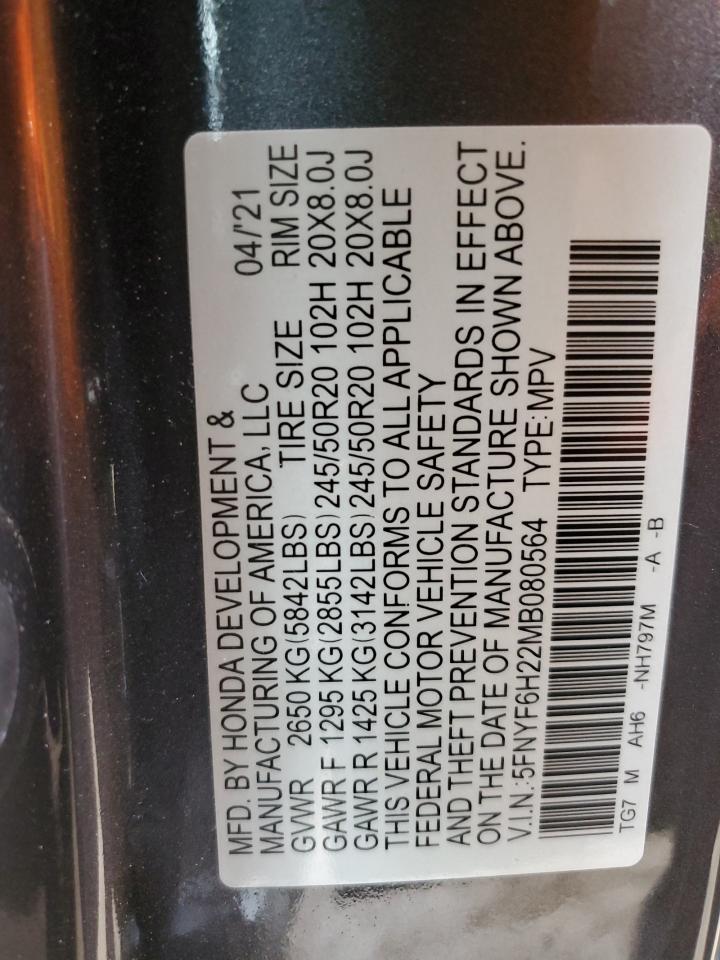 MFD. BY HONDA DEVELOPMENT &
MANUFACTURING OF AMERICA, LLC 04/'21
GVWR 2650 KG(5842LBS) TIRE SIZE RIM SIZE
GAWR F 1295 KG(2855LBS) 245/50R20 102H 20X8.0J
GAWR R 1425 KG(3142LBS) 245/50R20 102H 20X8.0J
THIS VEHICLE CONFORMS TO ALL APPLICABLE
FEDERAL MOTOR VEHICLE SAFETY
AND THEFT PREVENTION STANDARDS IN EFFECT
ON THE DATE OF MANUFACTURE SHOWN ABOVE.
V.I.N.:5FNYF6H22MB080564 TYPE:MPV
TG7 M AH6 -NH797M -A -B